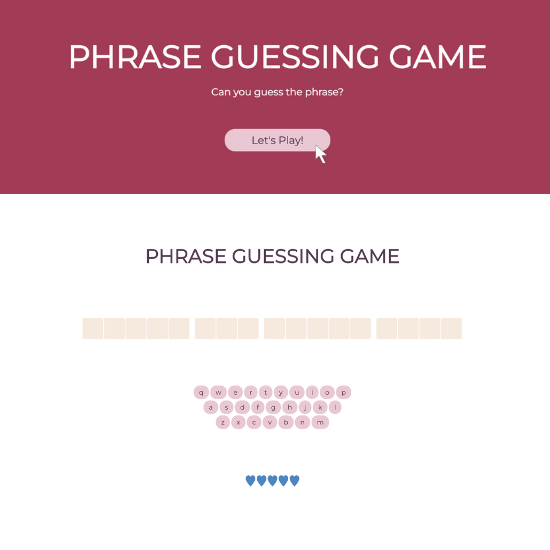 PHRASE GUESSING GAME
Can you guess the phrase?
Let's Play!
PHRASE GUESSING GAME
q w e r t y u i o p
a s d f g h j k l
z x c v b n m